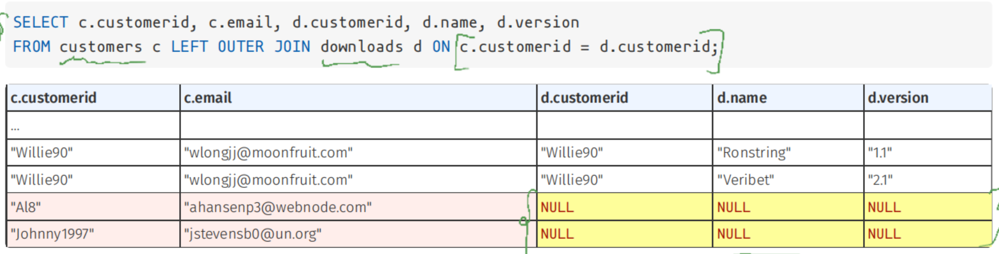 SELECT c.customerid, c.email, d.customerid, d.name, d.version
FROM customers c LEFT OUTER JOIN downloads d ON c.customerid = d.customerid;
c.customerid c.email d.customerid d.name d.version
...
"Willie90" "wlongjj@moonfruit.com" "Willie90" "Ronstring" "1.1"
"Willie90" "wlongjj@moonfruit.com" "Willie90" "Veribet" "2.1"
"Al8" "ahansenp3@webnode.com" NULL NULL NULL
"Johnny1997" "jstevensb0@un.org" NULL NULL NULL